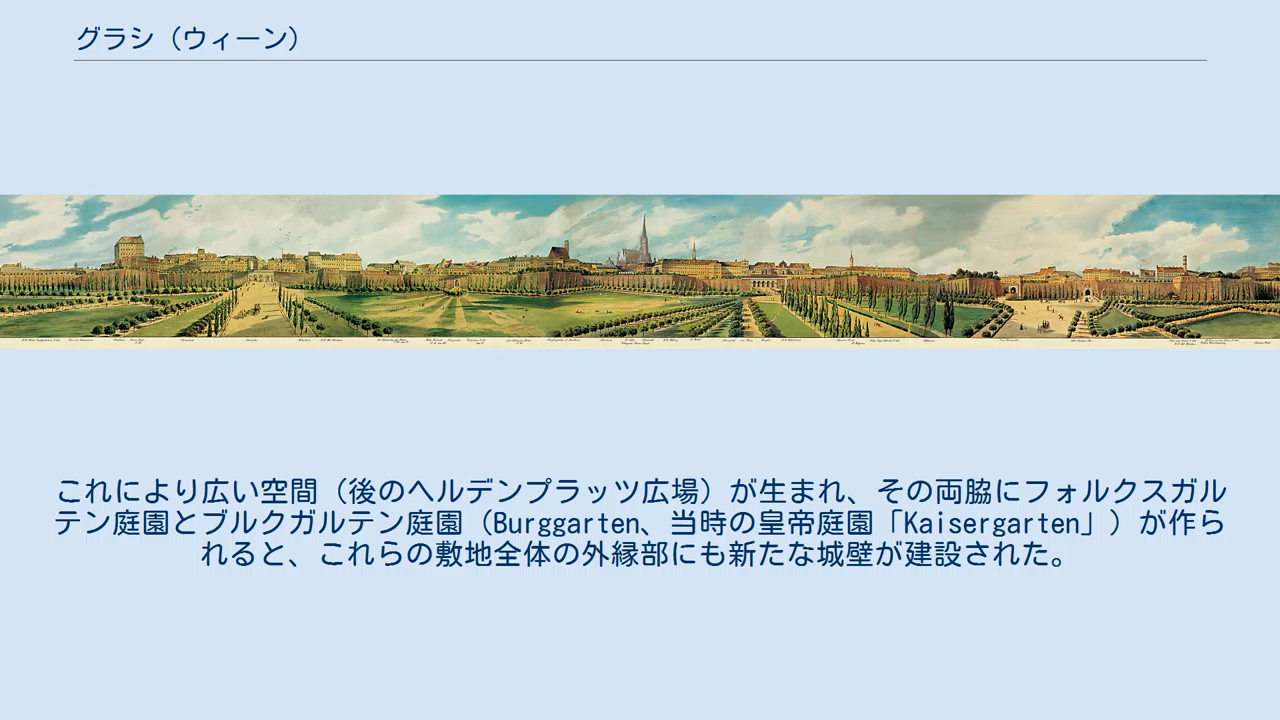 グラシ（ウィーン）
これにより広い空間（後のヘルデンプラッツ広場）が生まれ、その両脇にフォルクスガル
テン庭園とブルクガルテン庭園（Burggarten、当時の皇帝庭園「Kaisergarten」）が作ら
れると、これらの敷地全体の外縁部にも新たな城壁が建設された。